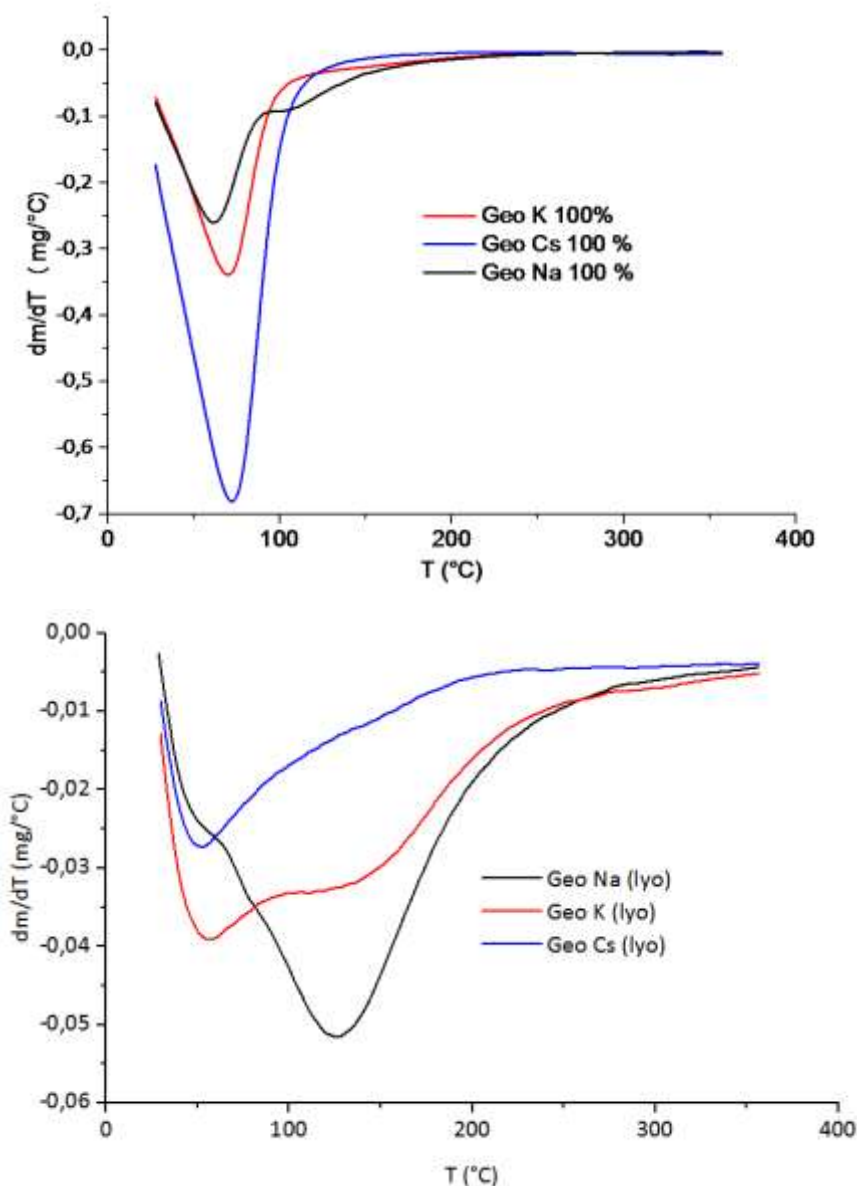 0,0
-0,1
-0,2
-0,3
-0,4
-0,5
-0,6
-0,7
dm/dT ( mg/°C)
Geo K 100%
Geo Cs 100 %
Geo Na 100 %
0
100
200
300
400
T (°C)
0,00
-0,01
-0,02
-0,03
-0,04
-0,05
-0,06
dm/dT (mg/°C)
Geo Na (lyo)
Geo K (lyo)
Geo Cs (lyo)
0
100
200
300
400
T (°C)